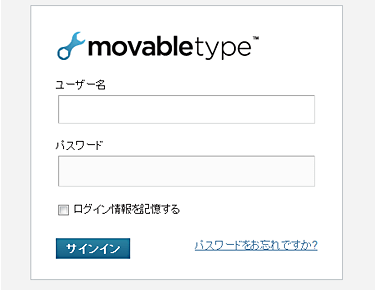 movabletype™
ユーザー名
パスワード
ログイン情報を記憶する
サインイン
パスワードをお忘れですか?